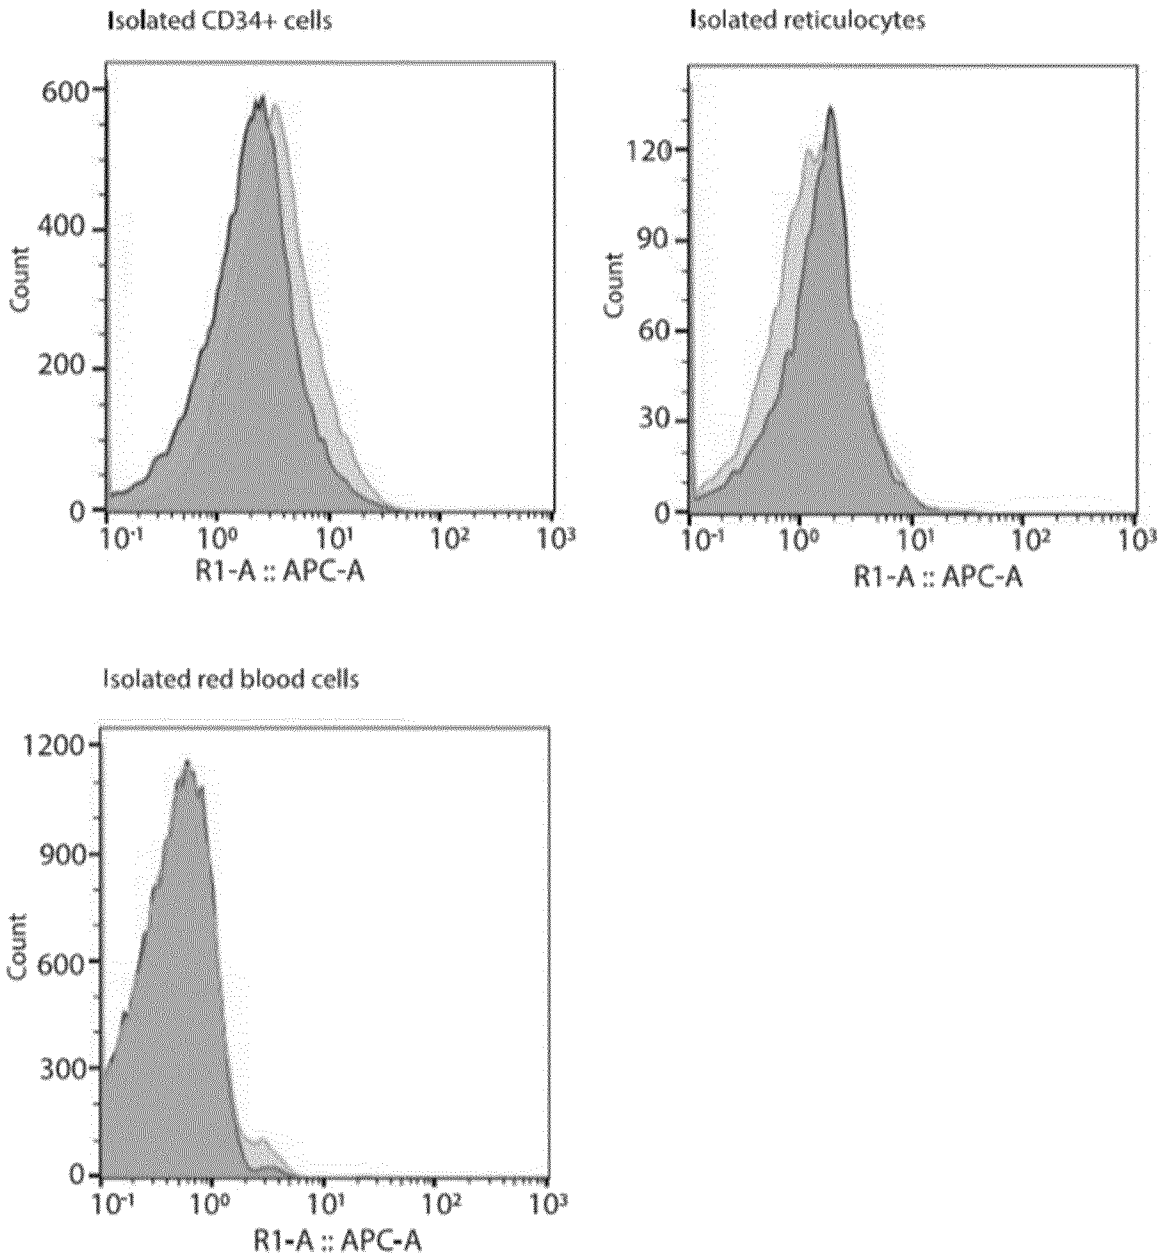 Isolated CD34+ cells
600
400
200
0
Count
10-1 100 101 102 103
R1-A :: APC-A
Isolated reticulocytes
120
90
60
30
0
Count
10-1 100 101 102 103
R1-A :: APC-A
Isolated red blood cells
1200
900
600
300
0
Count
10-1 100 101 102 103
R1-A :: APC-A